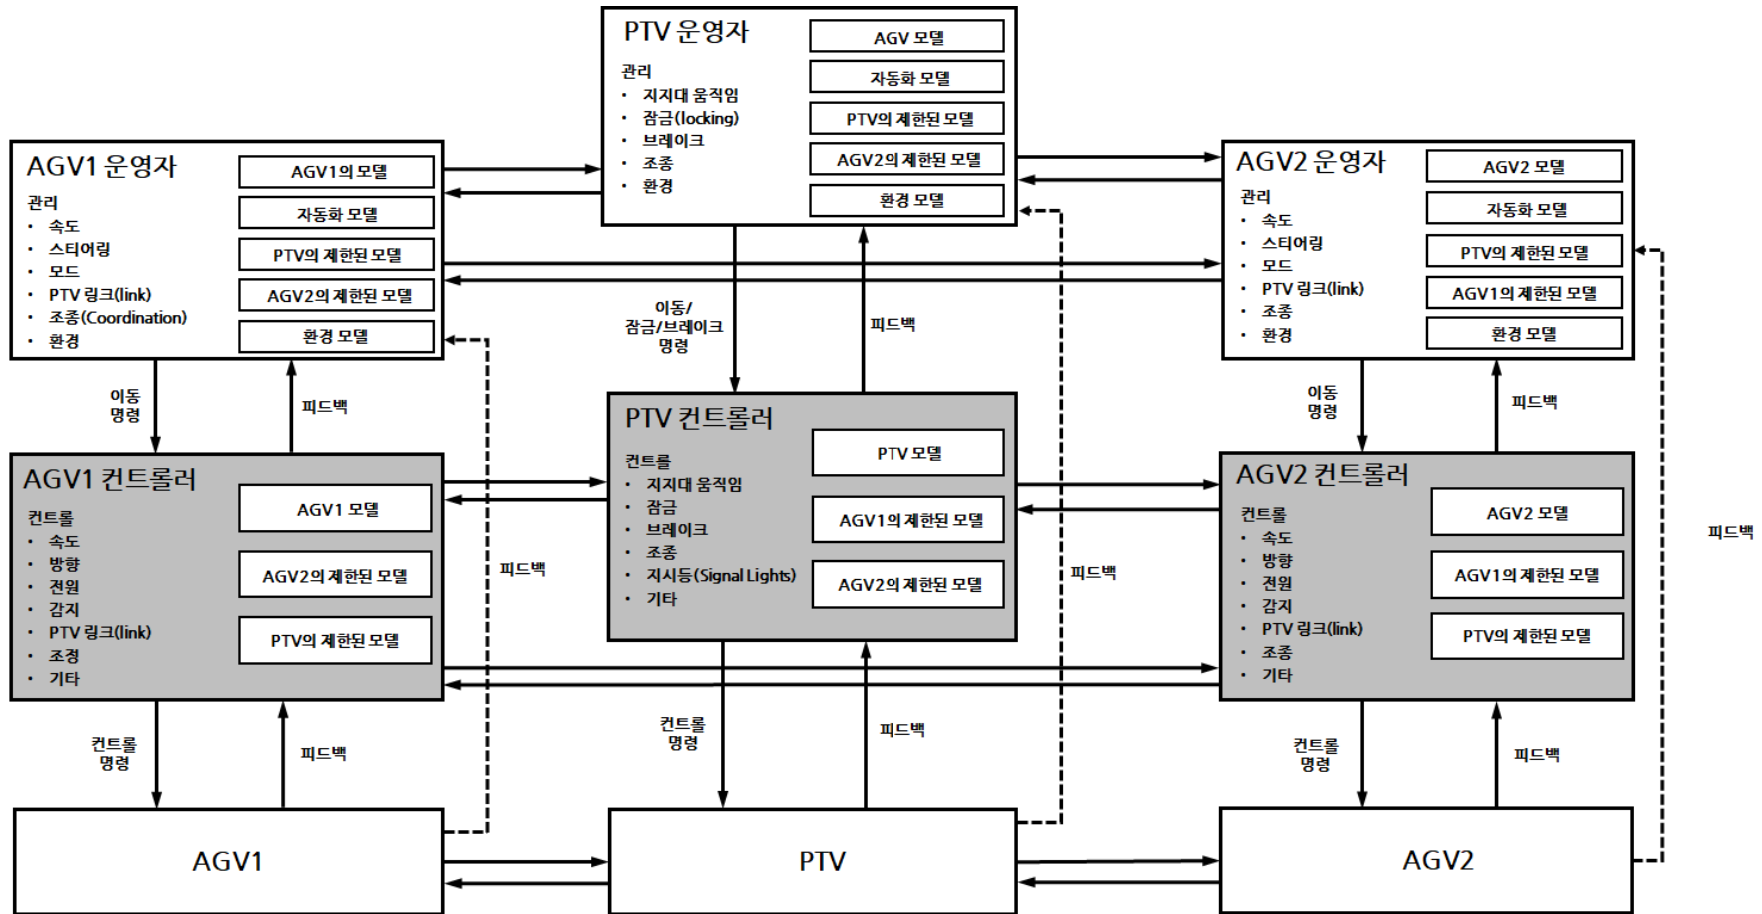 PTV 운영자
관리
• 지지대 움직임
• 잠금(locking)
• 브레이크
• 조종
• 환경
AGV 모델
자동화 모델
PTV의 제한된 모델
AGV2의 제한된 모델
환경 모델
AGV1 운영자
관리
• 속도
• 스티어링
• 모드
• PTV 링크(link)
• 조종(Coordination)
• 환경
AGV1의 모델
자동화 모델
PTV의 제한된 모델
AGV2의 제한된 모델
환경 모델
AGV2 운영자
관리
• 속도
• 스티어링
• 모드
• PTV 링크(link)
• 조종
• 환경
AGV2 모델
자동화 모델
PTV의 제한된 모델
AGV1의 제한된 모델
환경 모델
이동
명령
피드백
이동/
잠금/브레이크
명령
피드백
이동
명령
피드백
AGV1 컨트롤러
컨트롤
• 속도
• 방향
• 전원
• 감지
• PTV 링크(link)
• 조경
• 기타
AGV1 모델
AGV2의 제한된 모델
PTV의 제한된 모델
피드백
PTV 컨트롤러
컨트롤
• 지지대 움직임
• 잠금
• 브레이크
• 조종
• 지시등(Signal Lights)
• 기타
PTV 모델
AGV1의 제한된 모델
AGV2의 제한된 모델
피드백
AGV2 컨트롤러
컨트롤
• 속도
• 방향
• 전원
• 감지
• PTV 링크(link)
• 조종
• 기타
AGV2 모델
AGV1의 제한된 모델
PTV의 제한된 모델
피드백
컨트롤
명령
피드백
컨트롤
명령
피드백
컨트롤
명령
피드백
AGV1
PTV
AGV2